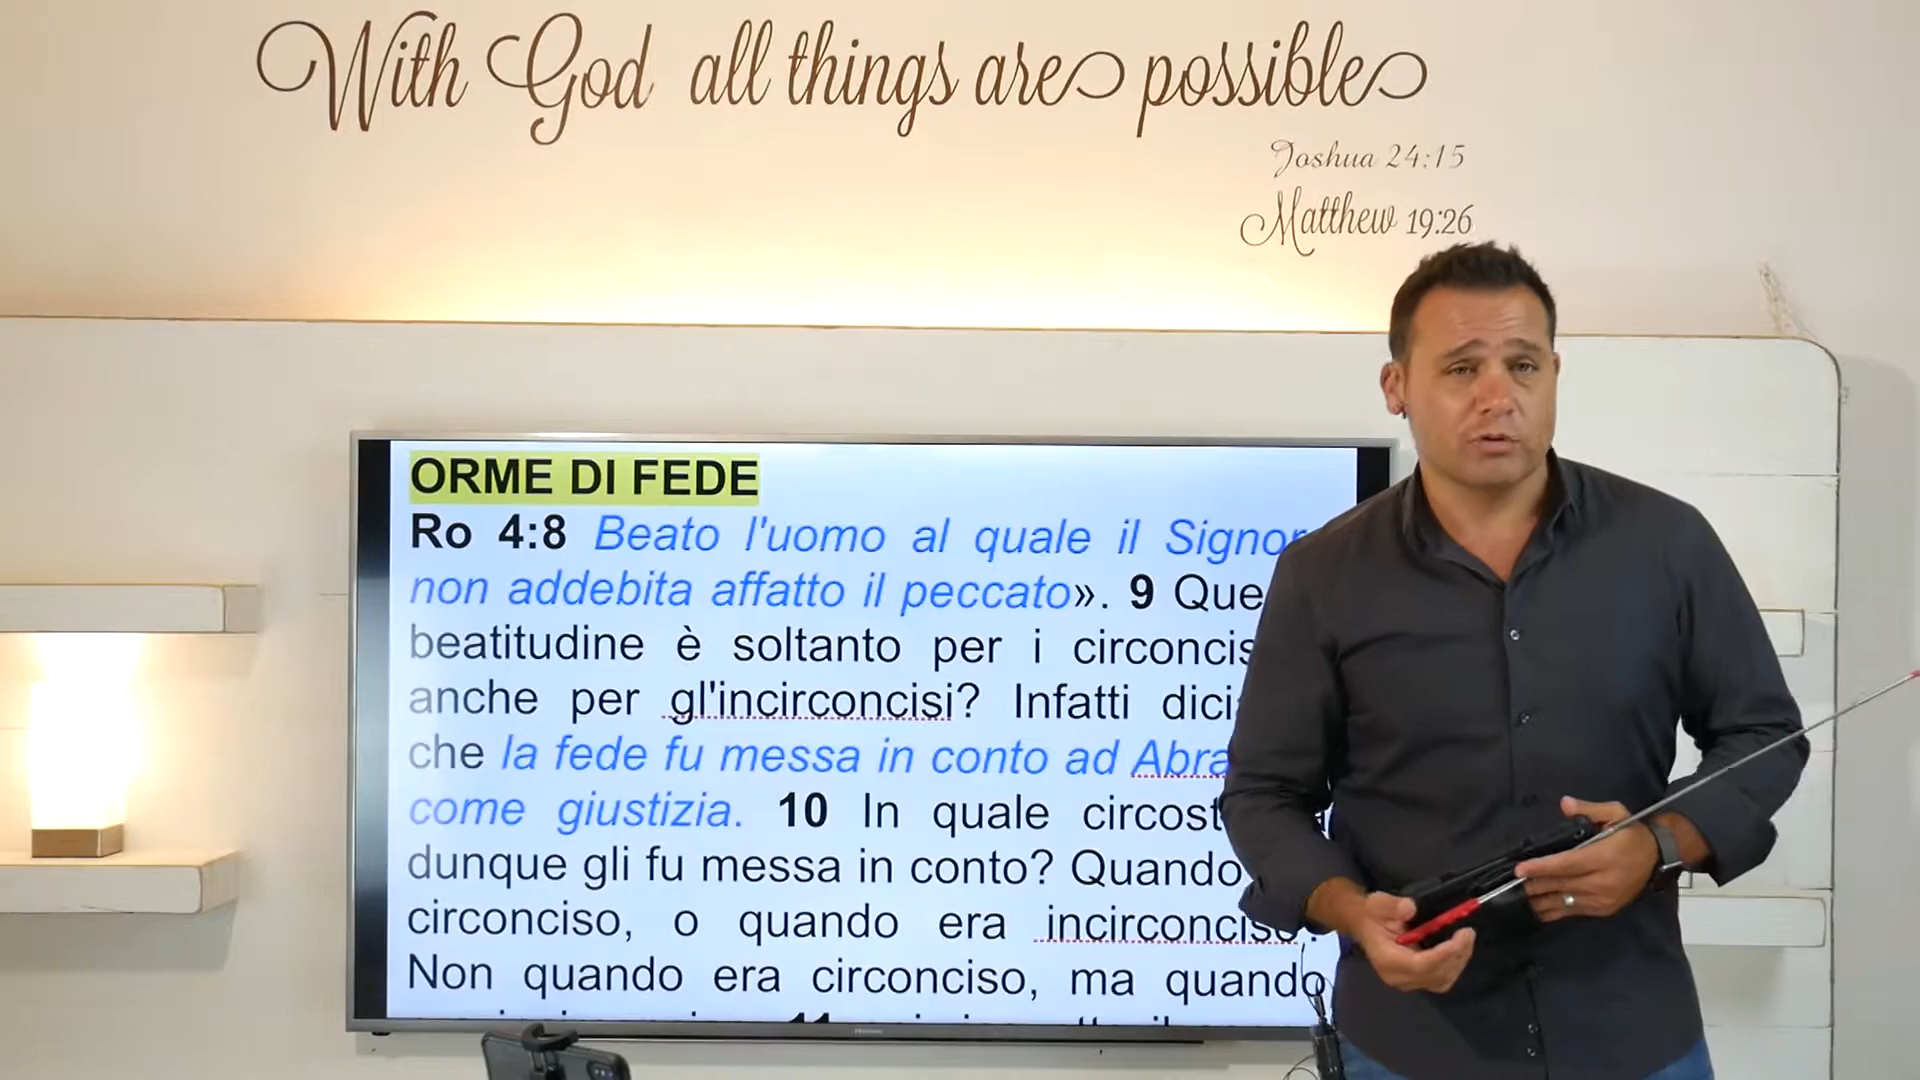 With God all things are possible
Joshua 24:15
Matthew 19:26
ORME DI FEDE
Ro 4:8 Beato l'uomo al quale il Signor
non addebita affatto il peccato». 9 Que
beatitudine è soltanto per i circoncis
anche per gl'incirconcisi? Infatti dici
che la fede fu messa in conto ad Abra
come giustizia. 10 In quale circost
dunque gli fu messa in conto? Quando
circonciso, o quando era incirconciso?
Non quando era circonciso, ma quando
11
Hisense